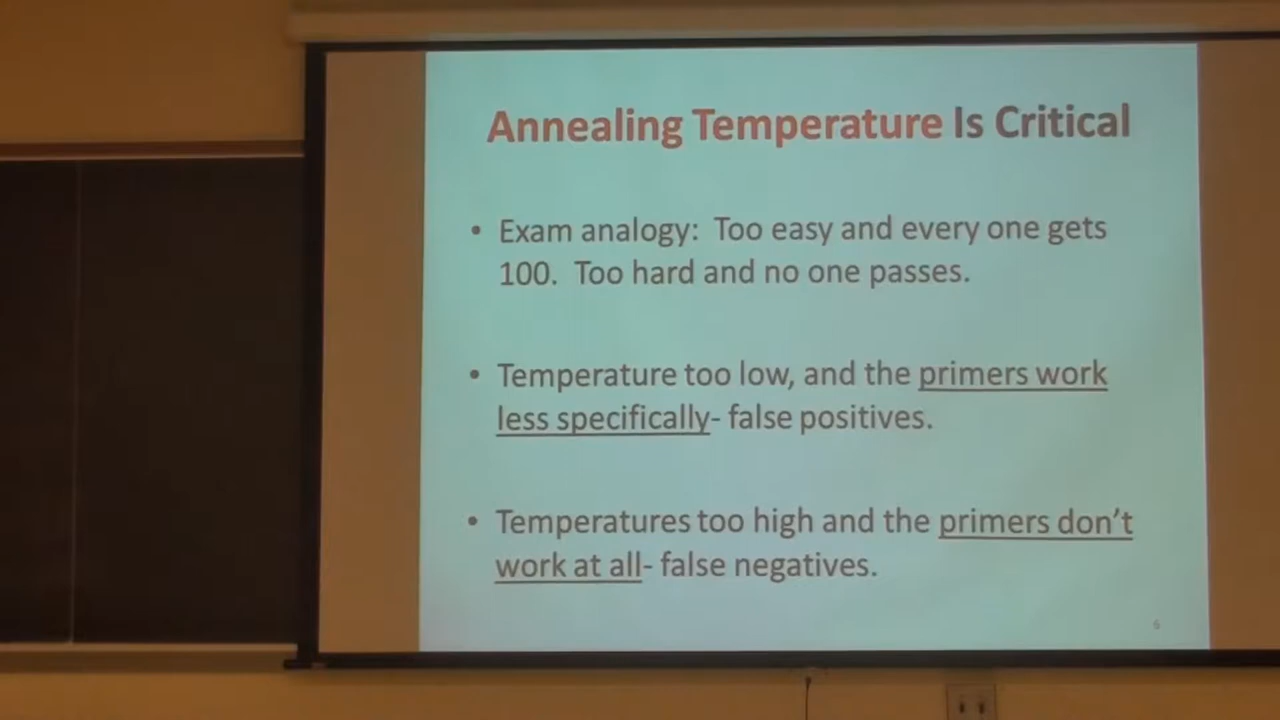 Annealing Temperature Is Critical
• Exam analogy:  Too easy and every one gets
100.  Too hard and no one passes.
• Temperature too low, and the primers work
less specifically- false positives.
• Temperatures too high and the primers don't
work at all- false negatives.
6